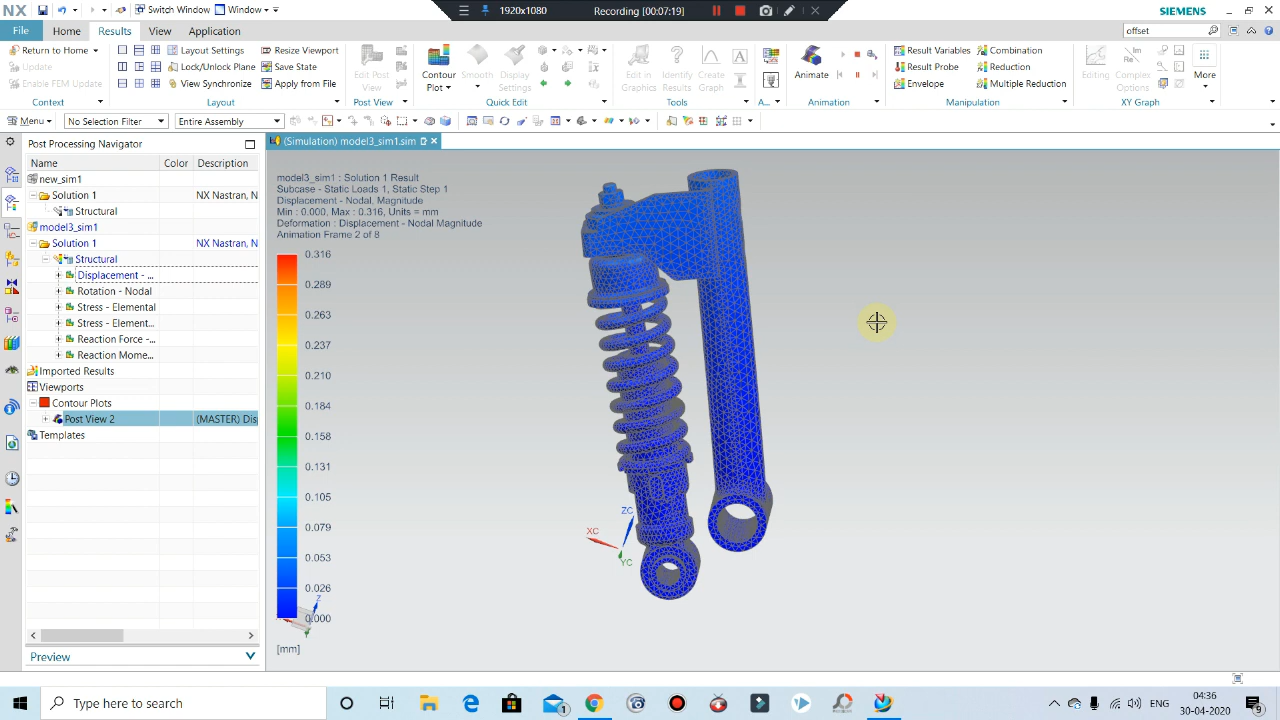 NX
Switch Window
Window
1920x1080
Recording [00:07:19]
SIEMENS
File
Home
Results
View
Application
offset
Return to Home
Update
Enable FEM Update
Context
Layout Settings
Lock/Unlock Plane
View Synchronize
Resize Viewport
Save State
Apply from File
Layout
Edit Post
View
Post View
Contour
Plot
Smooth
Display
Settings
Quick Edit
Edit in
Graphics
Identify
Results
Create
Graph
Tools
A...
Animate
Animation
Result Variables
Result Probe
Envelope
Combination
Reduction
Multiple Reduction
Manipulation
Editing
Complex
Options
XY Graph
More
Menu
No Selection Filter
Entire Assembly
Post Processing Navigator
(Simulation) model3_sim1.sim
Name
Color
Description
new_sim1
Solution 1
NX Nastran, N
Structural
model3_sim1
Solution 1
NX Nastran, N
Structural
Displacement - ...
Rotation - Nodal
Stress - Elemental
Stress - Element...
Reaction Force -...
Reaction Mome...
Imported Results
Viewports
Contour Plots
Post View 2
(MASTER) Disp
Templates
Preview
model3_sim1 : Solution 1 Result
Subcase - Static Loads 1, Static Step 1
Displacement - Nodal, Magnitude
Min : 0.000, Max : 0.316, Units = mm
Deformation : Displacement - Nodal Magnitude
Animation Frame 2 of 8
0.316
0.289
0.263
0.237
0.210
0.184
0.158
0.131
0.105
0.079
0.053
0.026
0.000
[mm]
XC
ZC
YC
Z
Type here to search
1
ENG
04:36
30-04-2020